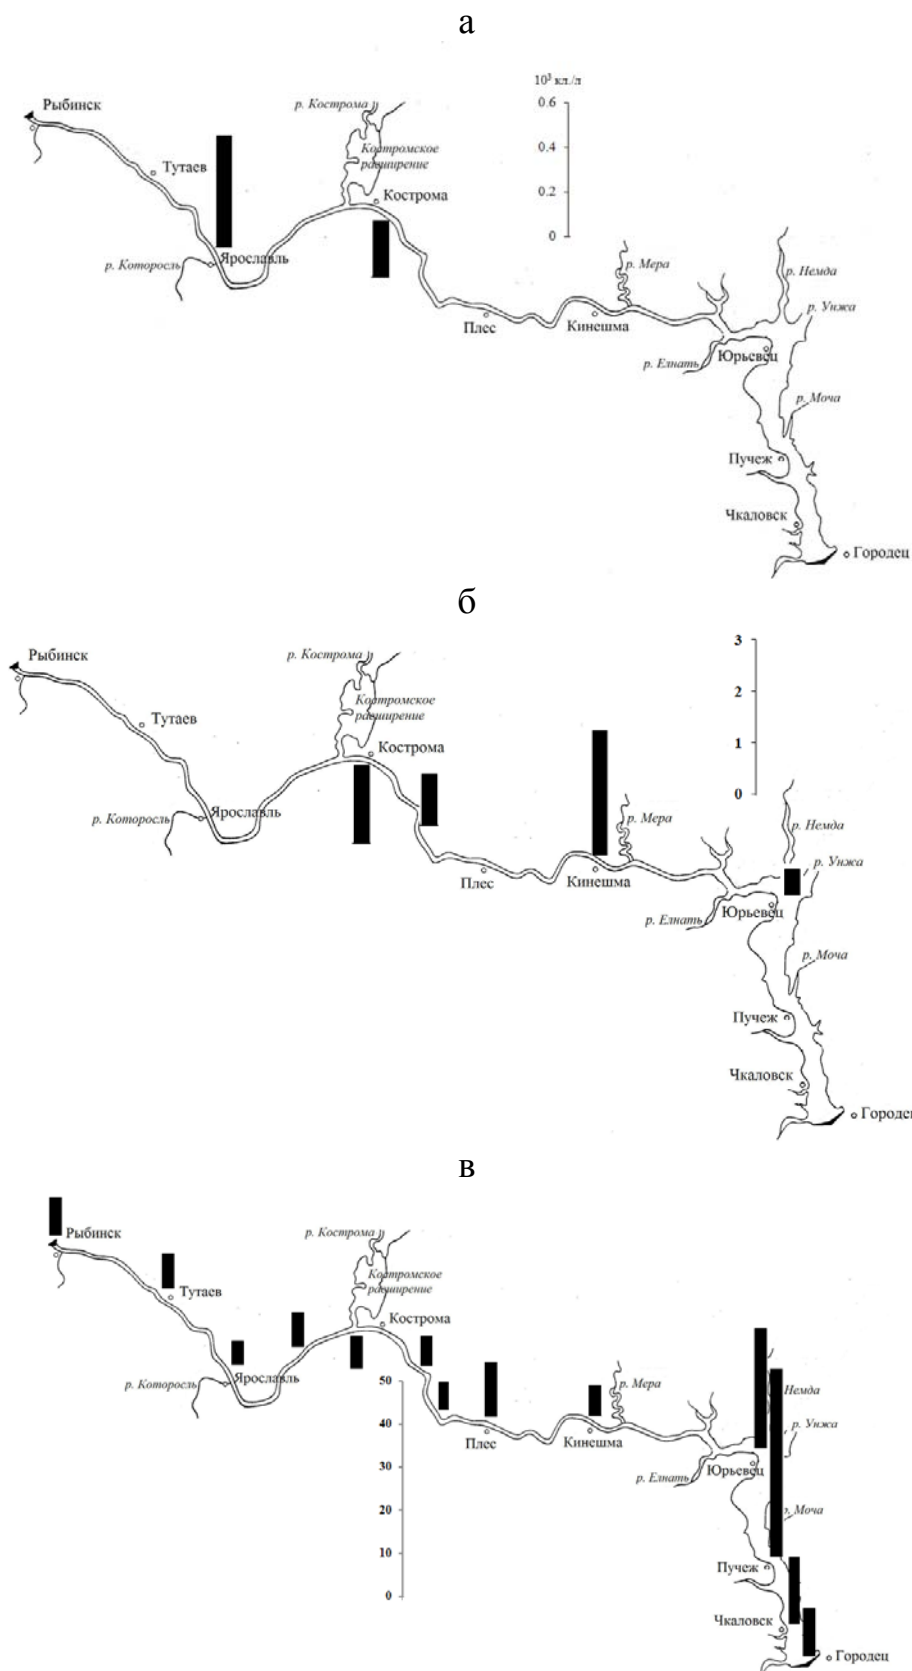 а
10³ кл./л
0.6
0.4
0.2
0
Рыбинск
Тутаев
р. Которосль
Ярославль
р. Кострома
Костромское
расширение
Кострома
Плес
Кинешма
р. Мера
р. Немда
р. Унжа
р. Елнать
Юрьевец
р. Моча
Пучеж
Чкаловск
Городец
б
3
2
1
0
Рыбинск
Тутаев
р. Которосль
Ярославль
р. Кострома
Костромское
расширение
Кострома
Плес
Кинешма
р. Мера
р. Немда
р. Унжа
р. Елнать
Юрьевец
р. Моча
Пучеж
Чкаловск
Городец
в
Рыбинск
Тутаев
р. Которосль
Ярославль
р. Кострома
Костромское
расширение
Кострома
50
40
30
20
10
0
Плес
Кинешма
р. Мера
Немда
р. Унжа
р. Елнать
Юрьевец
р. Моча
Пучеж
Чкаловск
Городец